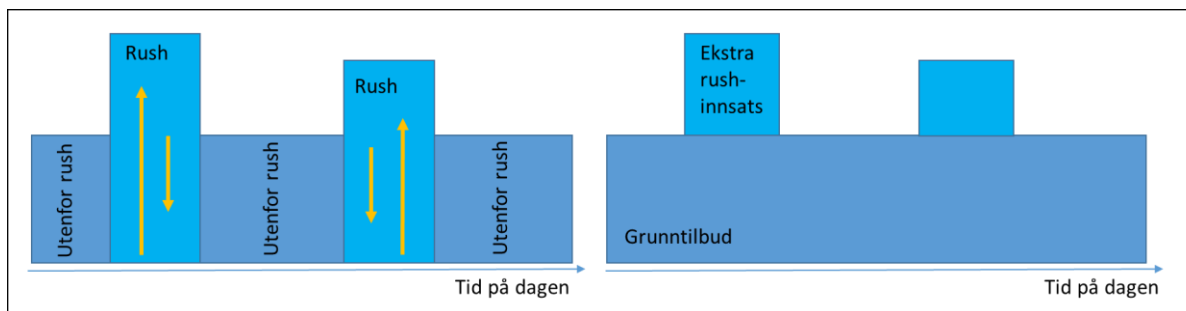 Rush
Rush
Utenfor rush
Utenfor rush
Utenfor rush
Tid på dagen
Ekstra
rush-
innsats
Grunntilbud
Tid på dagen